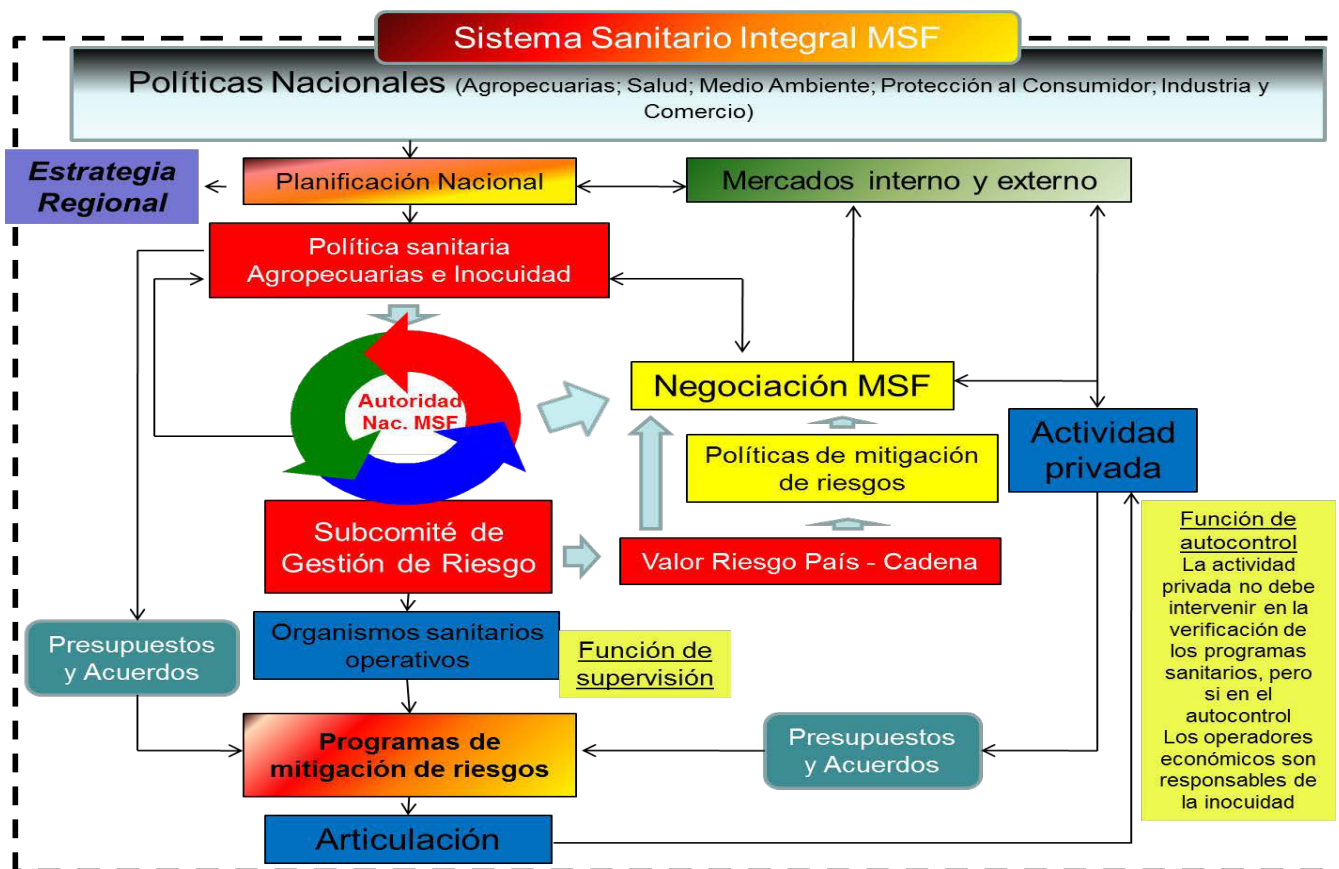 Sistema Sanitario Integral MSF
Políticas Nacionales (Agropecuarias; Salud; Medio Ambiente; Protección al Consumidor; Industria y
Comercio)
Estrategia
Regional
Planificación Nacional
Mercados interno y externo
Política sanitaria
Agropecuarias e Inocuidad
Autoridad
Nac. MSF
Negociación MSF
Actividad
privada
Políticas de mitigación
de riesgos
Subcomité de
Gestión de Riesgo
Valor Riesgo País - Cadena
Función de
autocontrol
La actividad
privada no debe
intervenir en la
verificación de
los programas
sanitarios, pero
si en el
autocontrol
Los operadores
económicos son
responsables de
la inocuidad
Presupuestos
y Acuerdos
Organismos sanitarios
operativos
Función de
supervisión
Programas de
mitigación de riesgos
Presupuestos
y Acuerdos
Articulación